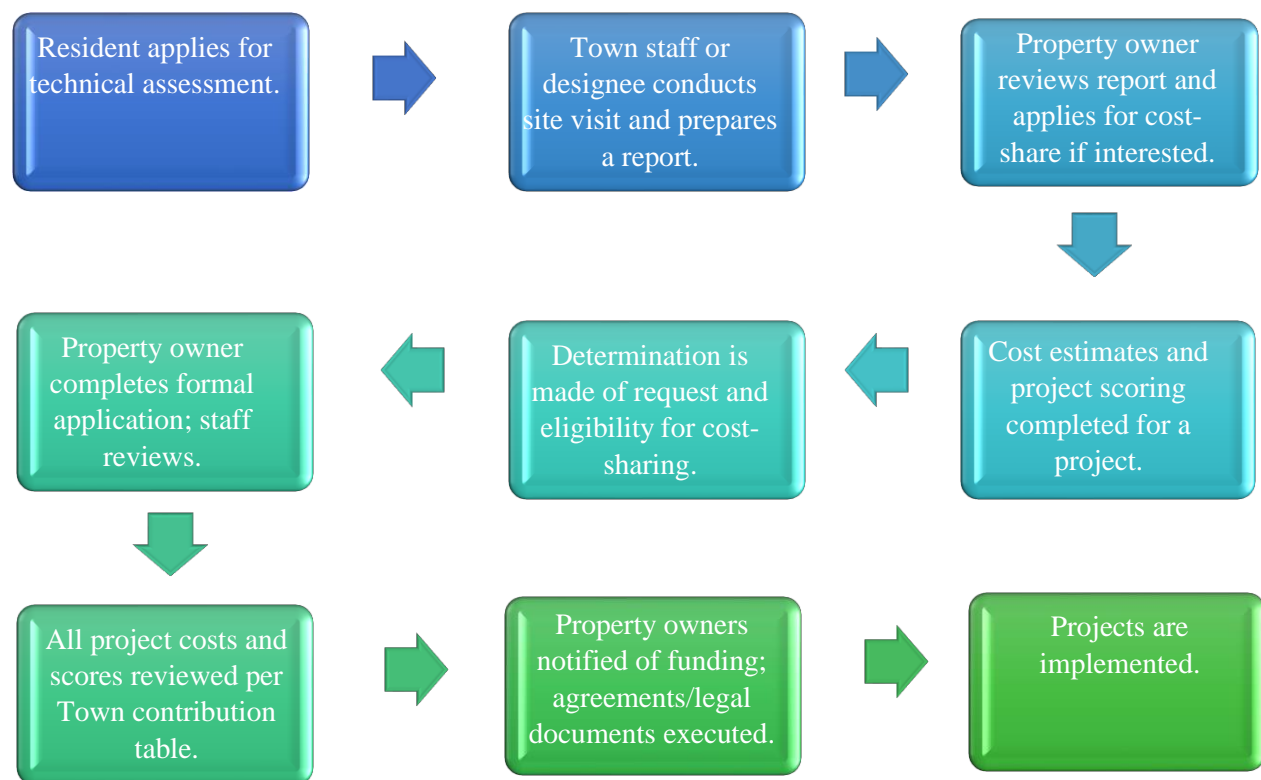 Resident applies for
technical assessment.
Town staff or
designee conducts
site visit and prepares
a report.
Property owner
reviews report and
applies for cost-
share if interested.
Cost estimates and
project scoring
completed for a
project.
Determination is
made of request and
eligibility for cost-
sharing.
Property owner
completes formal
application; staff
reviews.
All project costs and
scores reviewed per
Town contribution
table.
Property owners
notified of funding;
agreements/legal
documents executed.
Projects are
implemented.